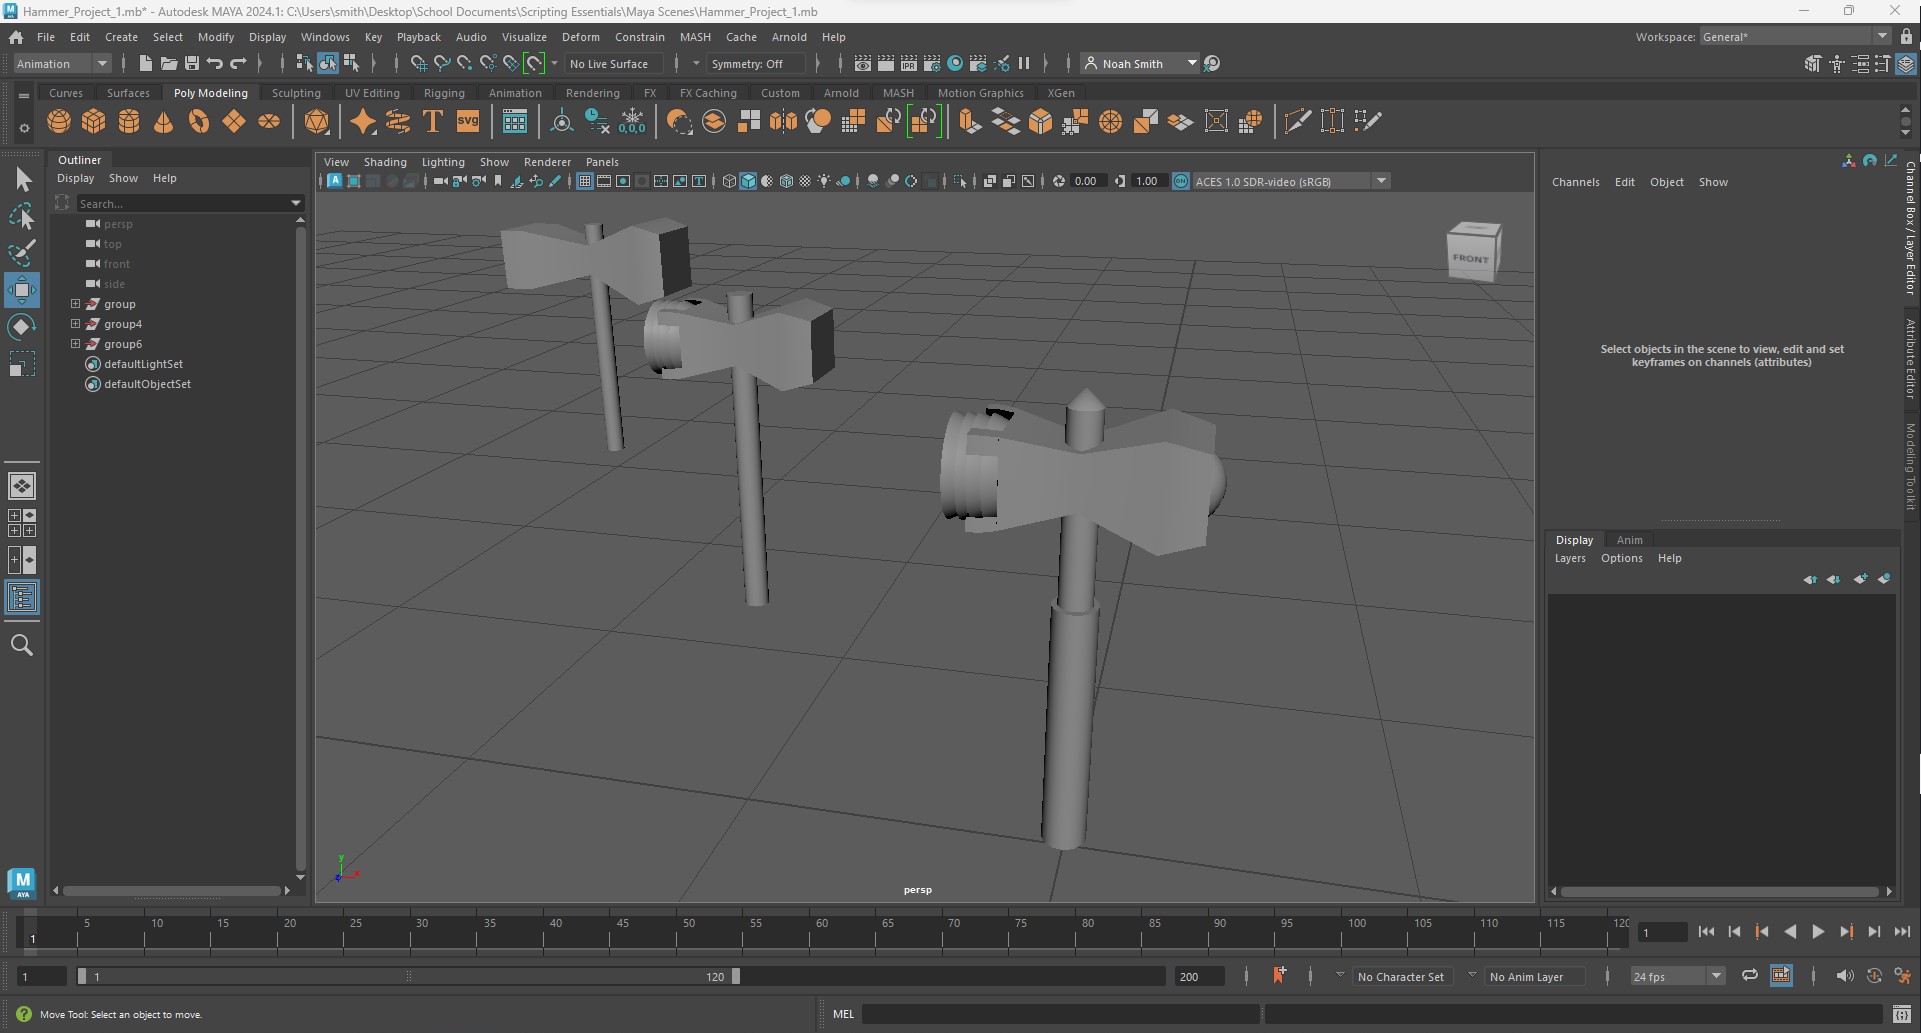 Hammer_Project_1.mb* - Autodesk MAYA 2024.1: C:\Users\smith\Desktop\School Documents\Scripting Essentials\Maya Scenes\Hammer_Project_1.mb
File Edit Create Select Modify Display Windows Key Playback Audio Visualize Deform Constrain MASH Cache Arnold Help
Workspace: General*
Animation
No Live Surface
Symmetry: Off
IPR
Noah Smith
Curves Surfaces Poly Modeling Sculpting UV Editing Rigging Animation Rendering FX FX Caching Custom Arnold MASH Motion Graphics XGen
T
SVG
0,0,0
Outliner
Display Show Help
Search...
persp
top
front
side
group
group4
group6
defaultLightSet
defaultObjectSet
View Shading Lighting Show Renderer Panels
0.00
1.00
ON
ACES 1.0 SDR-video (sRGB)
FRONT
y
x
z
persp
Channels Edit Object Show
Select objects in the scene to view, edit and set
keyframes on channels (attributes)
Channel Box / Layer Editor
Attribute Editor
Modeling Toolkit
Display Anim
Layers Options Help
M
AYA
5 10 15 20 25 30 35 40 45 50 55 60 65 70 75 80 85 90 95 100 105 110 115 120
1
1
1
1
120
200
No Character Set
No Anim Layer
24 fps
Move Tool: Select an object to move.
MEL